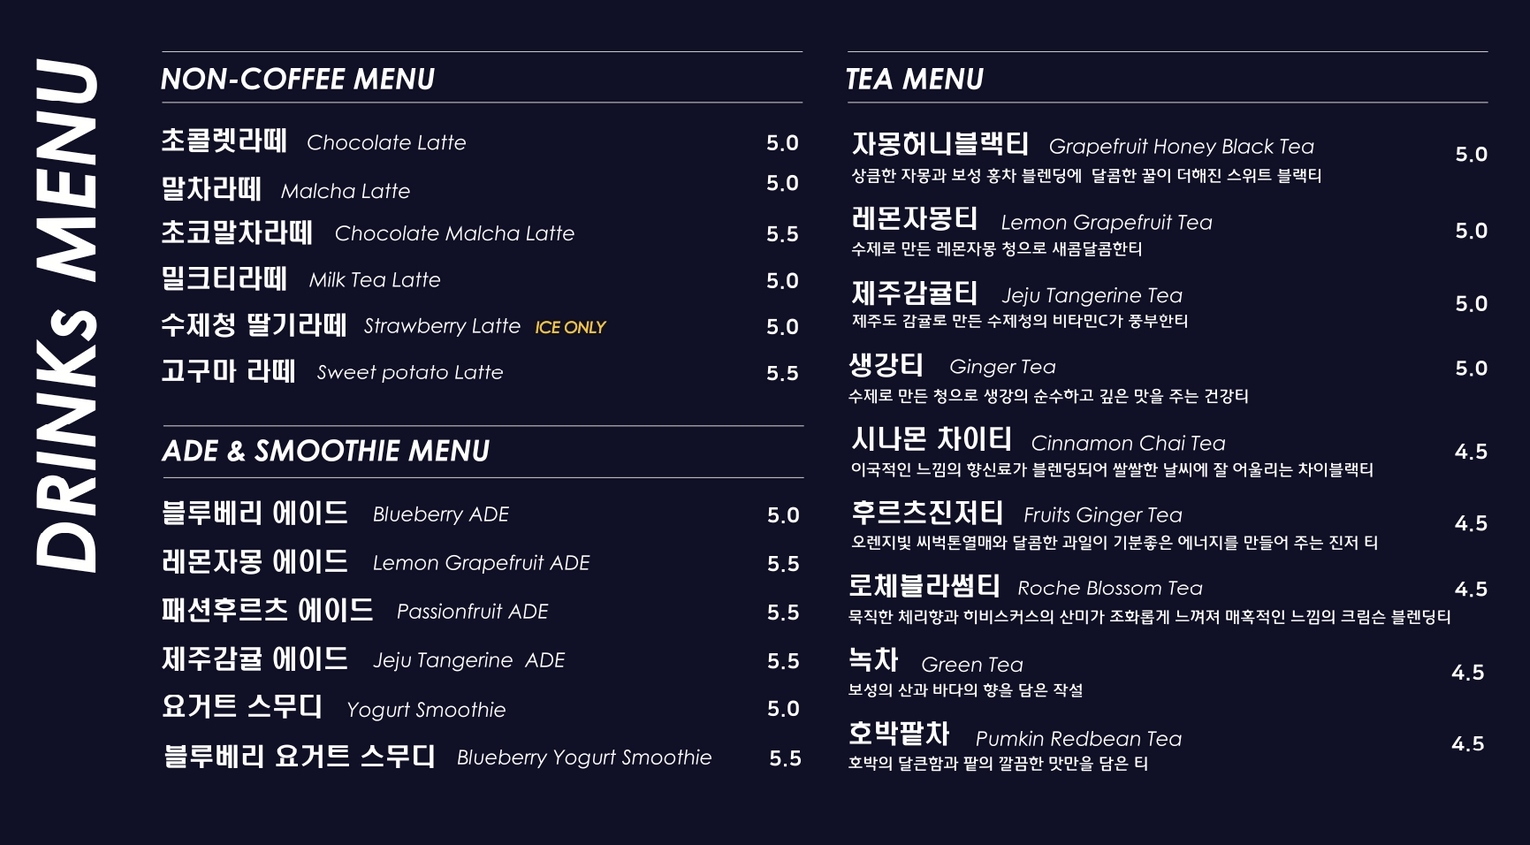 DRINKs MENU
NON-COFFEE MENU
초콜렛라떼 Chocolate Latte 5.0
말차라떼 Malcha Latte 5.0
초코말차라떼 Chocolate Malcha Latte 5.5
밀크티라떼 Milk Tea Latte 5.0
수제청 딸기라떼 Strawberry Latte ICE ONLY 5.0
고구마 라떼 Sweet potato Latte 5.5
ADE & SMOOTHIE MENU
블루베리 에이드 Blueberry ADE 5.0
레몬자몽 에이드 Lemon Grapefruit ADE 5.5
패션후르츠 에이드 Passionfruit ADE 5.5
제주감귤 에이드 Jeju Tangerine ADE 5.5
요거트 스무디 Yogurt Smoothie 5.0
블루베리 요거트 스무디 Blueberry Yogurt Smoothie 5.5
TEA MENU
자몽허니블랙티 Grapefruit Honey Black Tea 5.0
상큼한 자몽과 보성 홍차 블렌딩에 달콤한 꿀이 더해진 스위트 블랙티
레몬자몽티 Lemon Grapefruit Tea 5.0
수제로 만든 레몬자몽 청으로 새콤달콤한티
제주감귤티 Jeju Tangerine Tea 5.0
제주도 감귤로 만든 수제청의 비타민C가 풍부한티
생강티 Ginger Tea 5.0
수제로 만든 청으로 생강의 순수하고 깊은 맛을 주는 건강티
시나몬 차이티 Cinnamon Chai Tea 4.5
이국적인 느낌의 향신료가 블렌딩되어 쌀쌀한 날씨에 잘 어울리는 차이블랙티
후르츠진저티 Fruits Ginger Tea 4.5
오렌지빛 씨벅톤열매와 달콤한 과일이 기분좋은 에너지를 만들어 주는 진저 티
로체블라썸티 Roche Blossom Tea 4.5
묵직한 체리향과 히비스커스의 산미가 조화롭게 느껴져 매혹적인 느낌의 크림슨 블렌딩티
녹차 Green Tea 4.5
보성의 산과 바다의 향을 담은 작설
호박팥차 Pumkin Redbean Tea 4.5
호박의 달큰함과 팥의 깔끔한 맛만을 담은 티